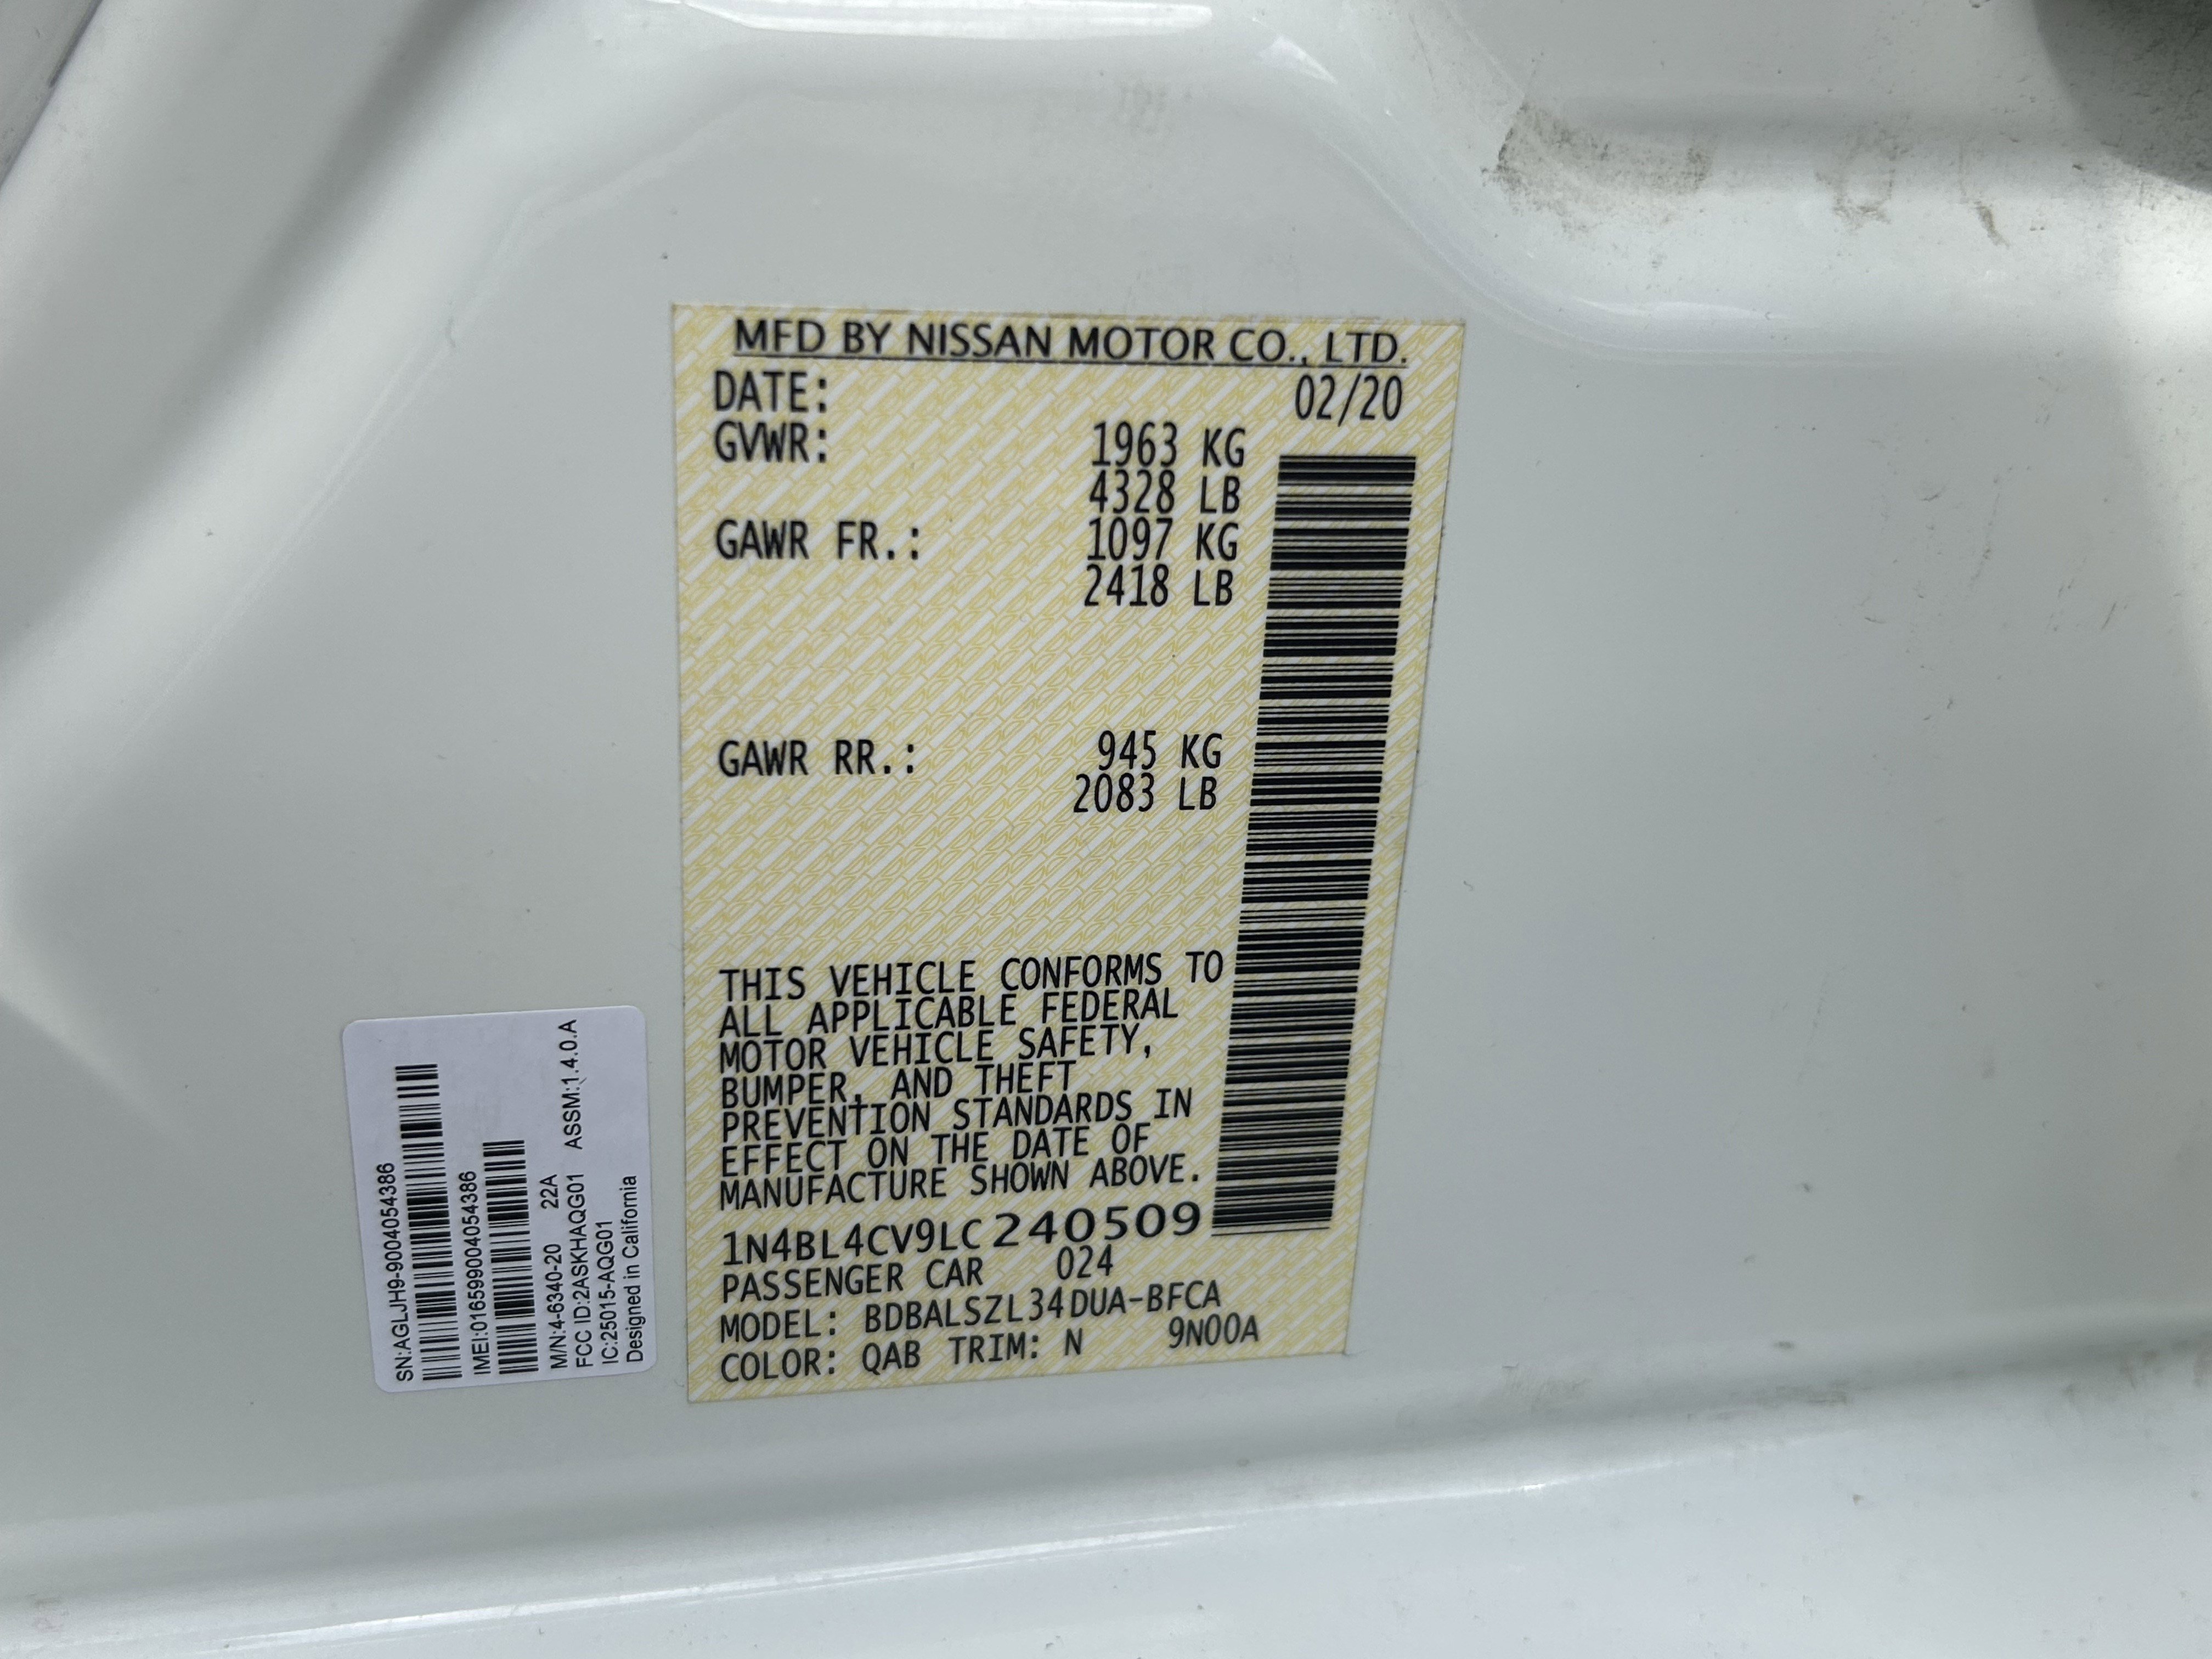 MFD BY NISSAN MOTOR CO., LTD.
DATE: 02/20
GVWR: 1963 KG
4328 LB
GAWR FR.: 1097 KG
2418 LB
GAWR RR.: 945 KG
2083 LB
THIS VEHICLE CONFORMS TO
ALL APPLICABLE FEDERAL
MOTOR VEHICLE SAFETY,
BUMPER, AND THEFT
PREVENTION STANDARDS IN
EFFECT ON THE DATE OF
MANUFACTURE SHOWN ABOVE.
1N4BL4CV9LC240509
PASSENGER CAR 024
MODEL: BDBALSZL34DUA-BFCA
COLOR: QAB TRIM: N 9N00A
SN:AGLJH9-9004054386
IMEI:016599004054386
M/N:4-6340-20 22A
FCC ID:2ASKHAQG01 ASSM:1.4.0.A
IC:25015-AQG01
Designed in California